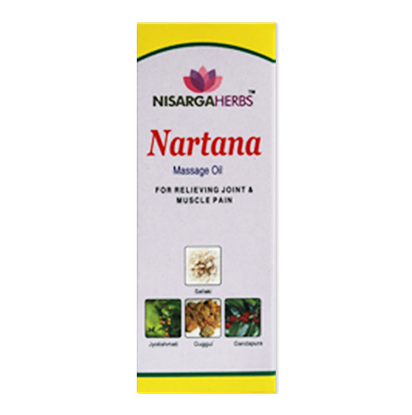 NISARGAHERBS™
Nartana
Massage Oil
FOR RELIEVING JOINT &
MUSCLE PAIN
Sallaki
Jyotishmati Guggul Gandapura